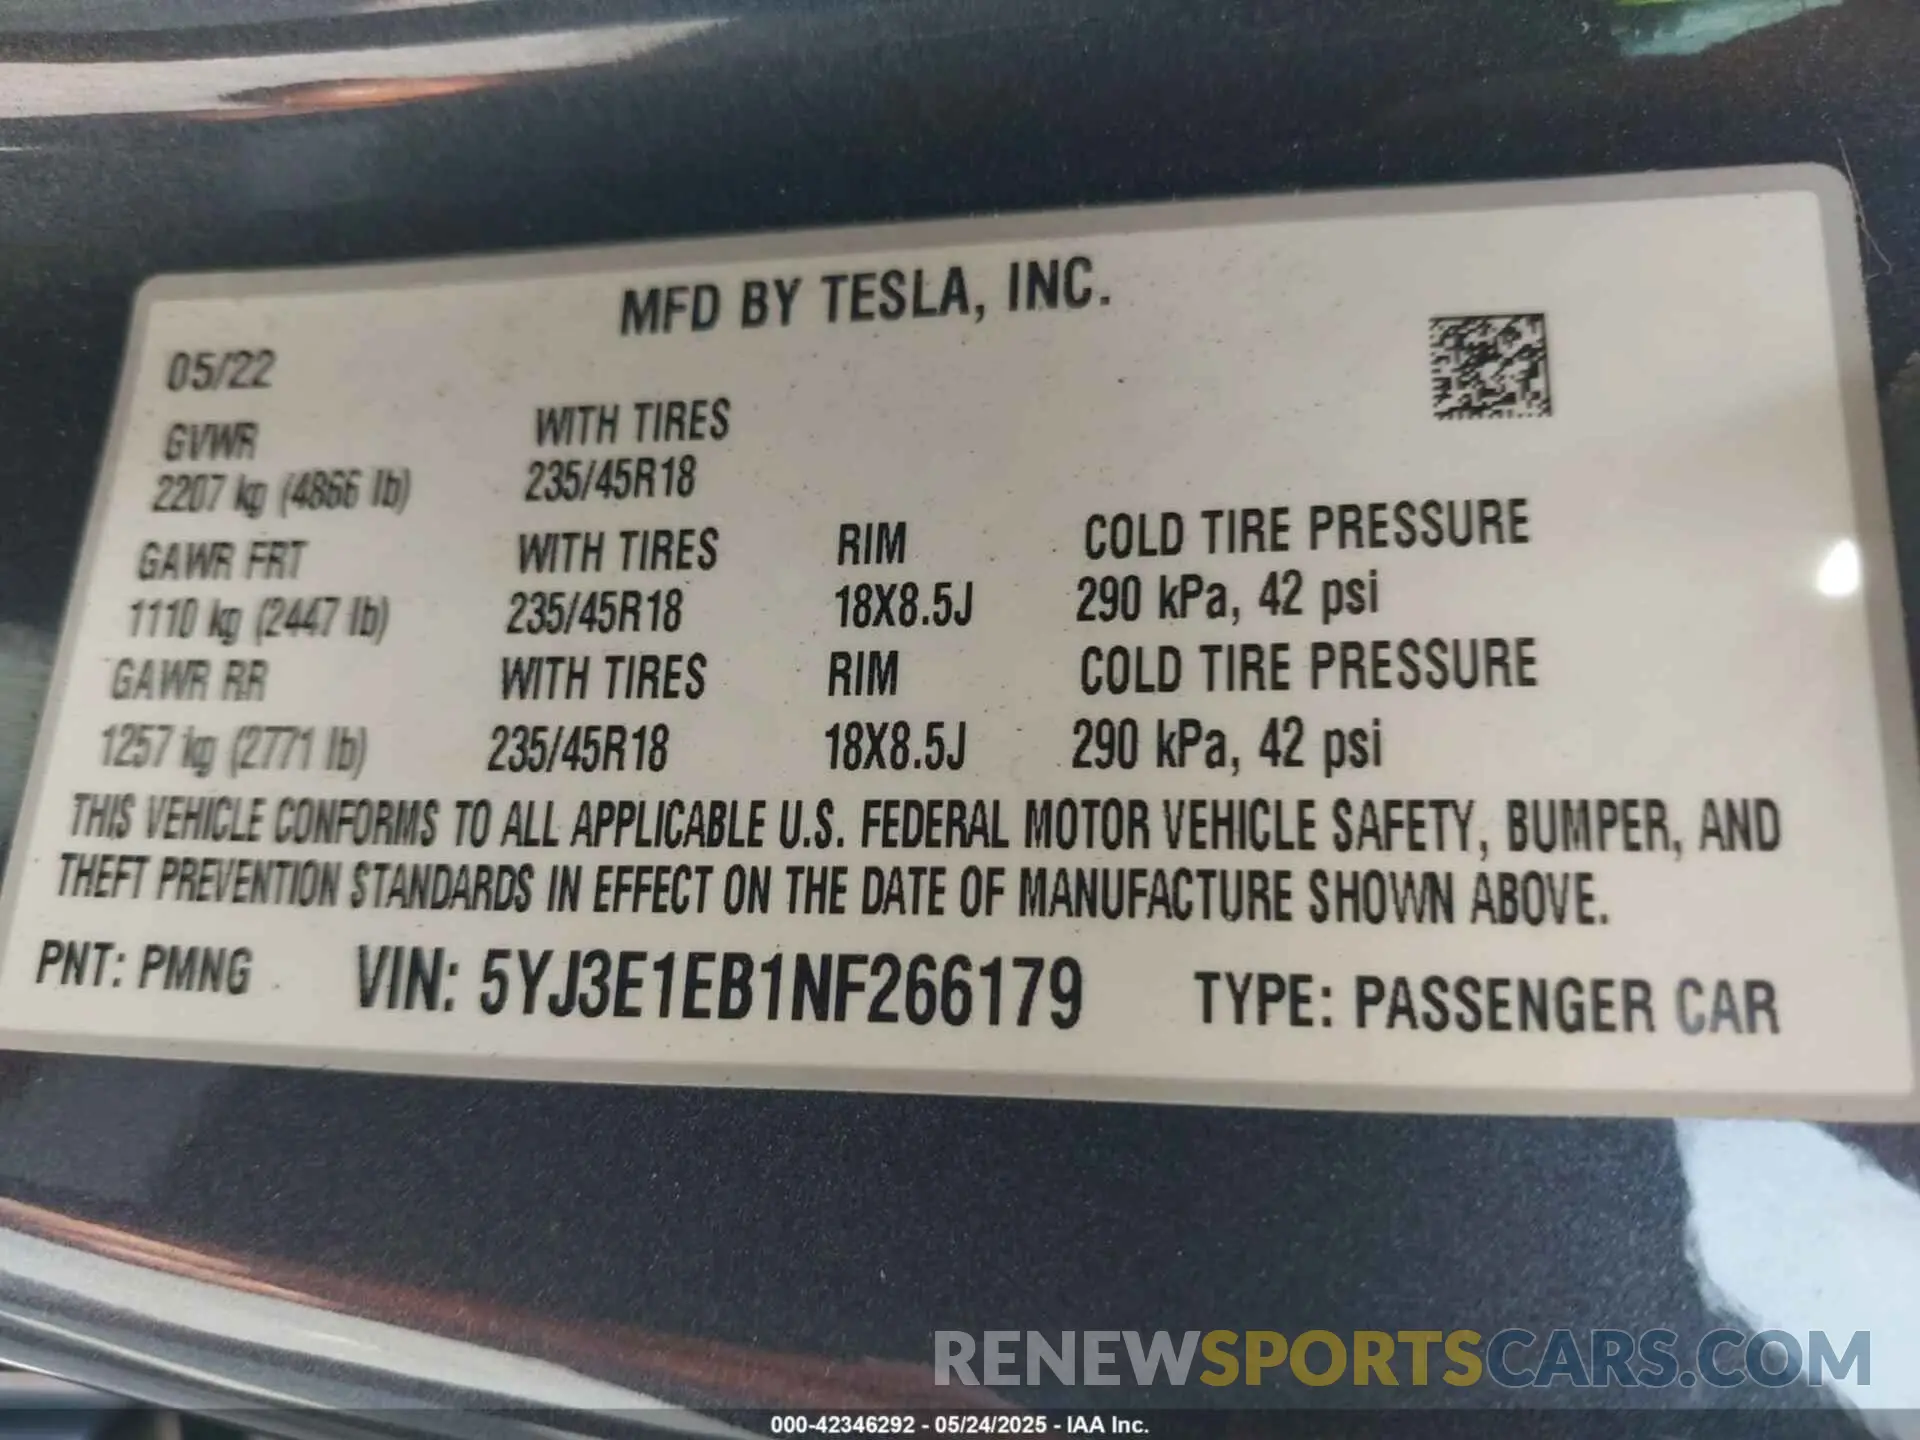 MFD BY TESLA, INC.
05/22
GVWR WITH TIRES
2207 kg (4866 lb) 235/45R18
GAWR FRT WITH TIRES RIM COLD TIRE PRESSURE
1110 kg (2447 lb) 235/45R18 18X8.5J 290 kPa, 42 psi
GAWR RR WITH TIRES RIM COLD TIRE PRESSURE
1257 kg (2771 lb) 235/45R18 18X8.5J 290 kPa, 42 psi
THIS VEHICLE CONFORMS TO ALL APPLICABLE U.S. FEDERAL MOTOR VEHICLE SAFETY, BUMPER, AND
THEFT PREVENTION STANDARDS IN EFFECT ON THE DATE OF MANUFACTURE SHOWN ABOVE.
PNT: PMNG VIN: 5YJ3E1EB1NF266179 TYPE: PASSENGER CAR
RENEWSPORTSCARS.COM
000-42346292 - 05/24/2025 - IAA Inc.